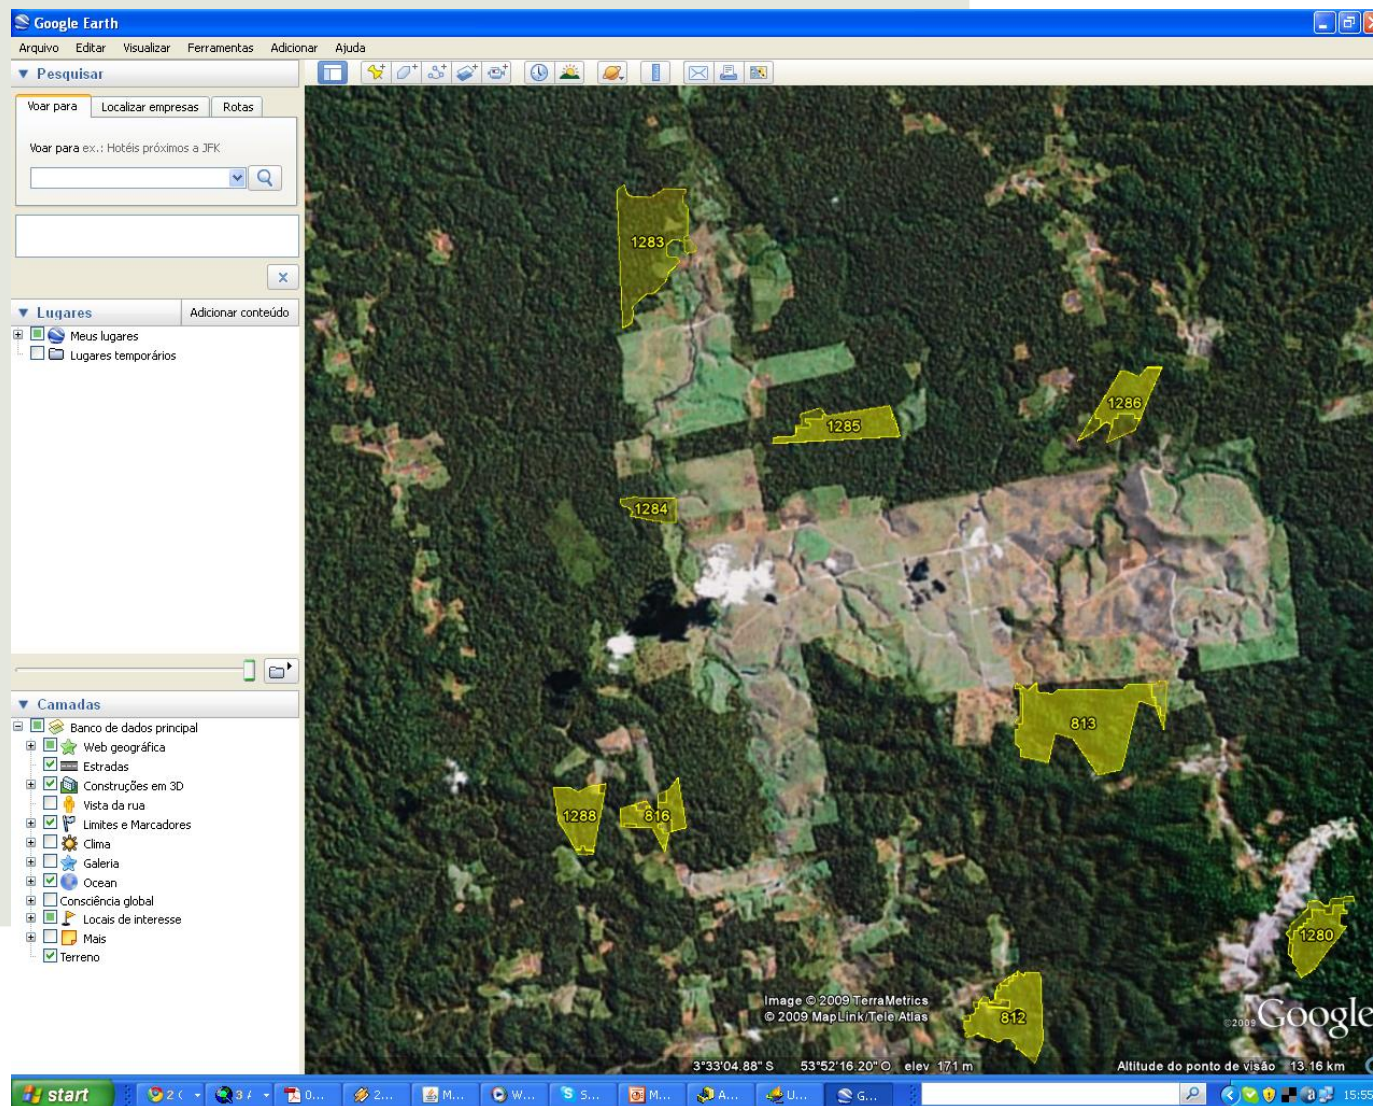 Google Earth
Arquivo Editar Visualizar Ferramentas Adicionar Ajuda
Pesquisar
Voar para Localizar empresas Rotas
Voar para ex.: Hotéis próximos a JFK
Lugares Adicionar conteúdo
Meus lugares
Lugares temporários
Camadas
Banco de dados principal
Web geográfica
Estradas
Construções em 3D
Vista da rua
Limites e Marcadores
Clima
Galeria
Ocean
Consciência global
Locais de interesse
Mais
Terreno
1283
1286
1285
1284
813
1288 816
1280
812
Image © 2009 TerraMetrics
© 2009 MapLink/Tele Atlas
©2009 Google
3°33'04.88" S 53°52'16.20" O elev 171 m Altitude do ponto de visão 13.16 km
start 2 ( 3 A 0... 2... M... W... S... M... A... U... G... 15:55